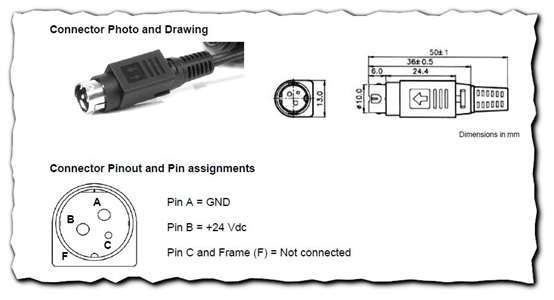 Connector Photo and Drawing
50±1
36±0.5
6.0
24.4
ø10.0
13.0
Dimensions in mm
Connector Pinout and Pin assignments
A
B
C
F
Pin A = GND
Pin B = +24 Vdc
Pin C and Frame (F) = Not connected